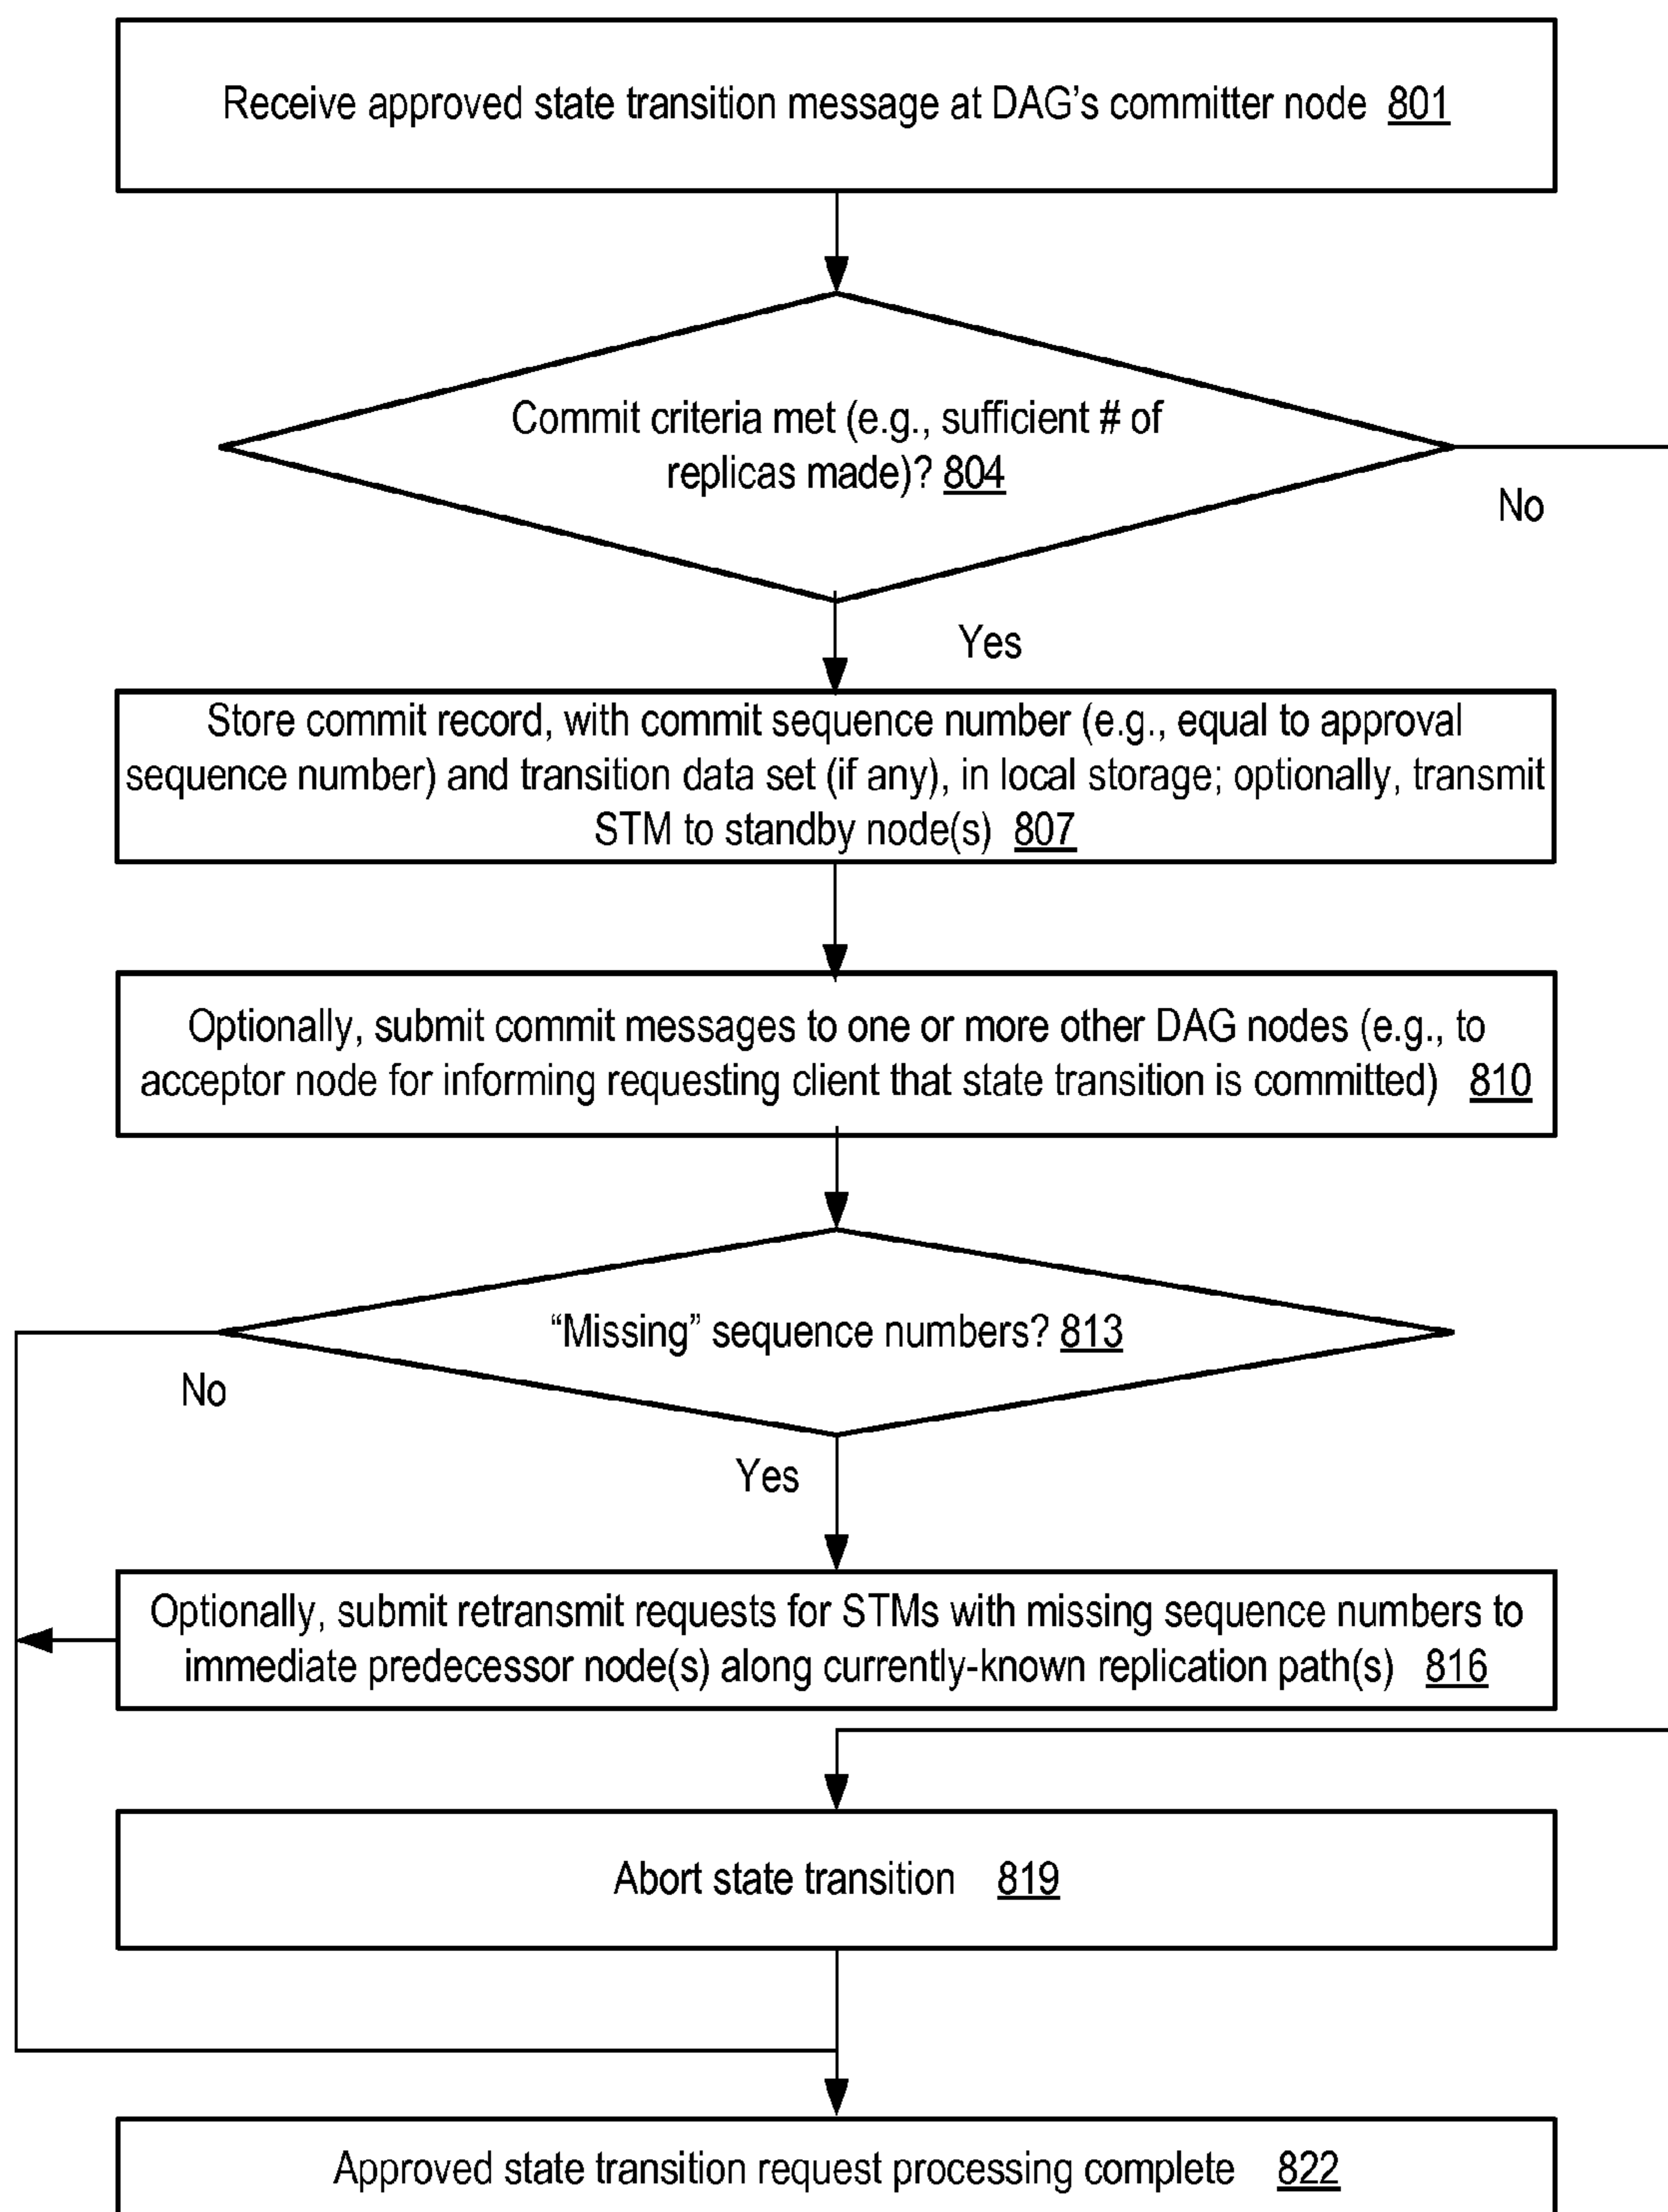 Receive approved state transition message at DAG's committer node 801
Commit criteria met (e.g., sufficient # of
replicas made)? 804
No
Yes
Store commit record, with commit sequence number (e.g., equal to approval
sequence number) and transition data set (if any), in local storage; optionally, transmit
STM to standby node(s) 807
Optionally, submit commit messages to one or more other DAG nodes (e.g., to
acceptor node for informing requesting client that state transition is committed) 810
“Missing” sequence numbers? 813
No
Yes
Optionally, submit retransmit requests for STMs with missing sequence numbers to
immediate predecessor node(s) along currently-known replication path(s) 816
Abort state transition 819
Approved state transition request processing complete 822